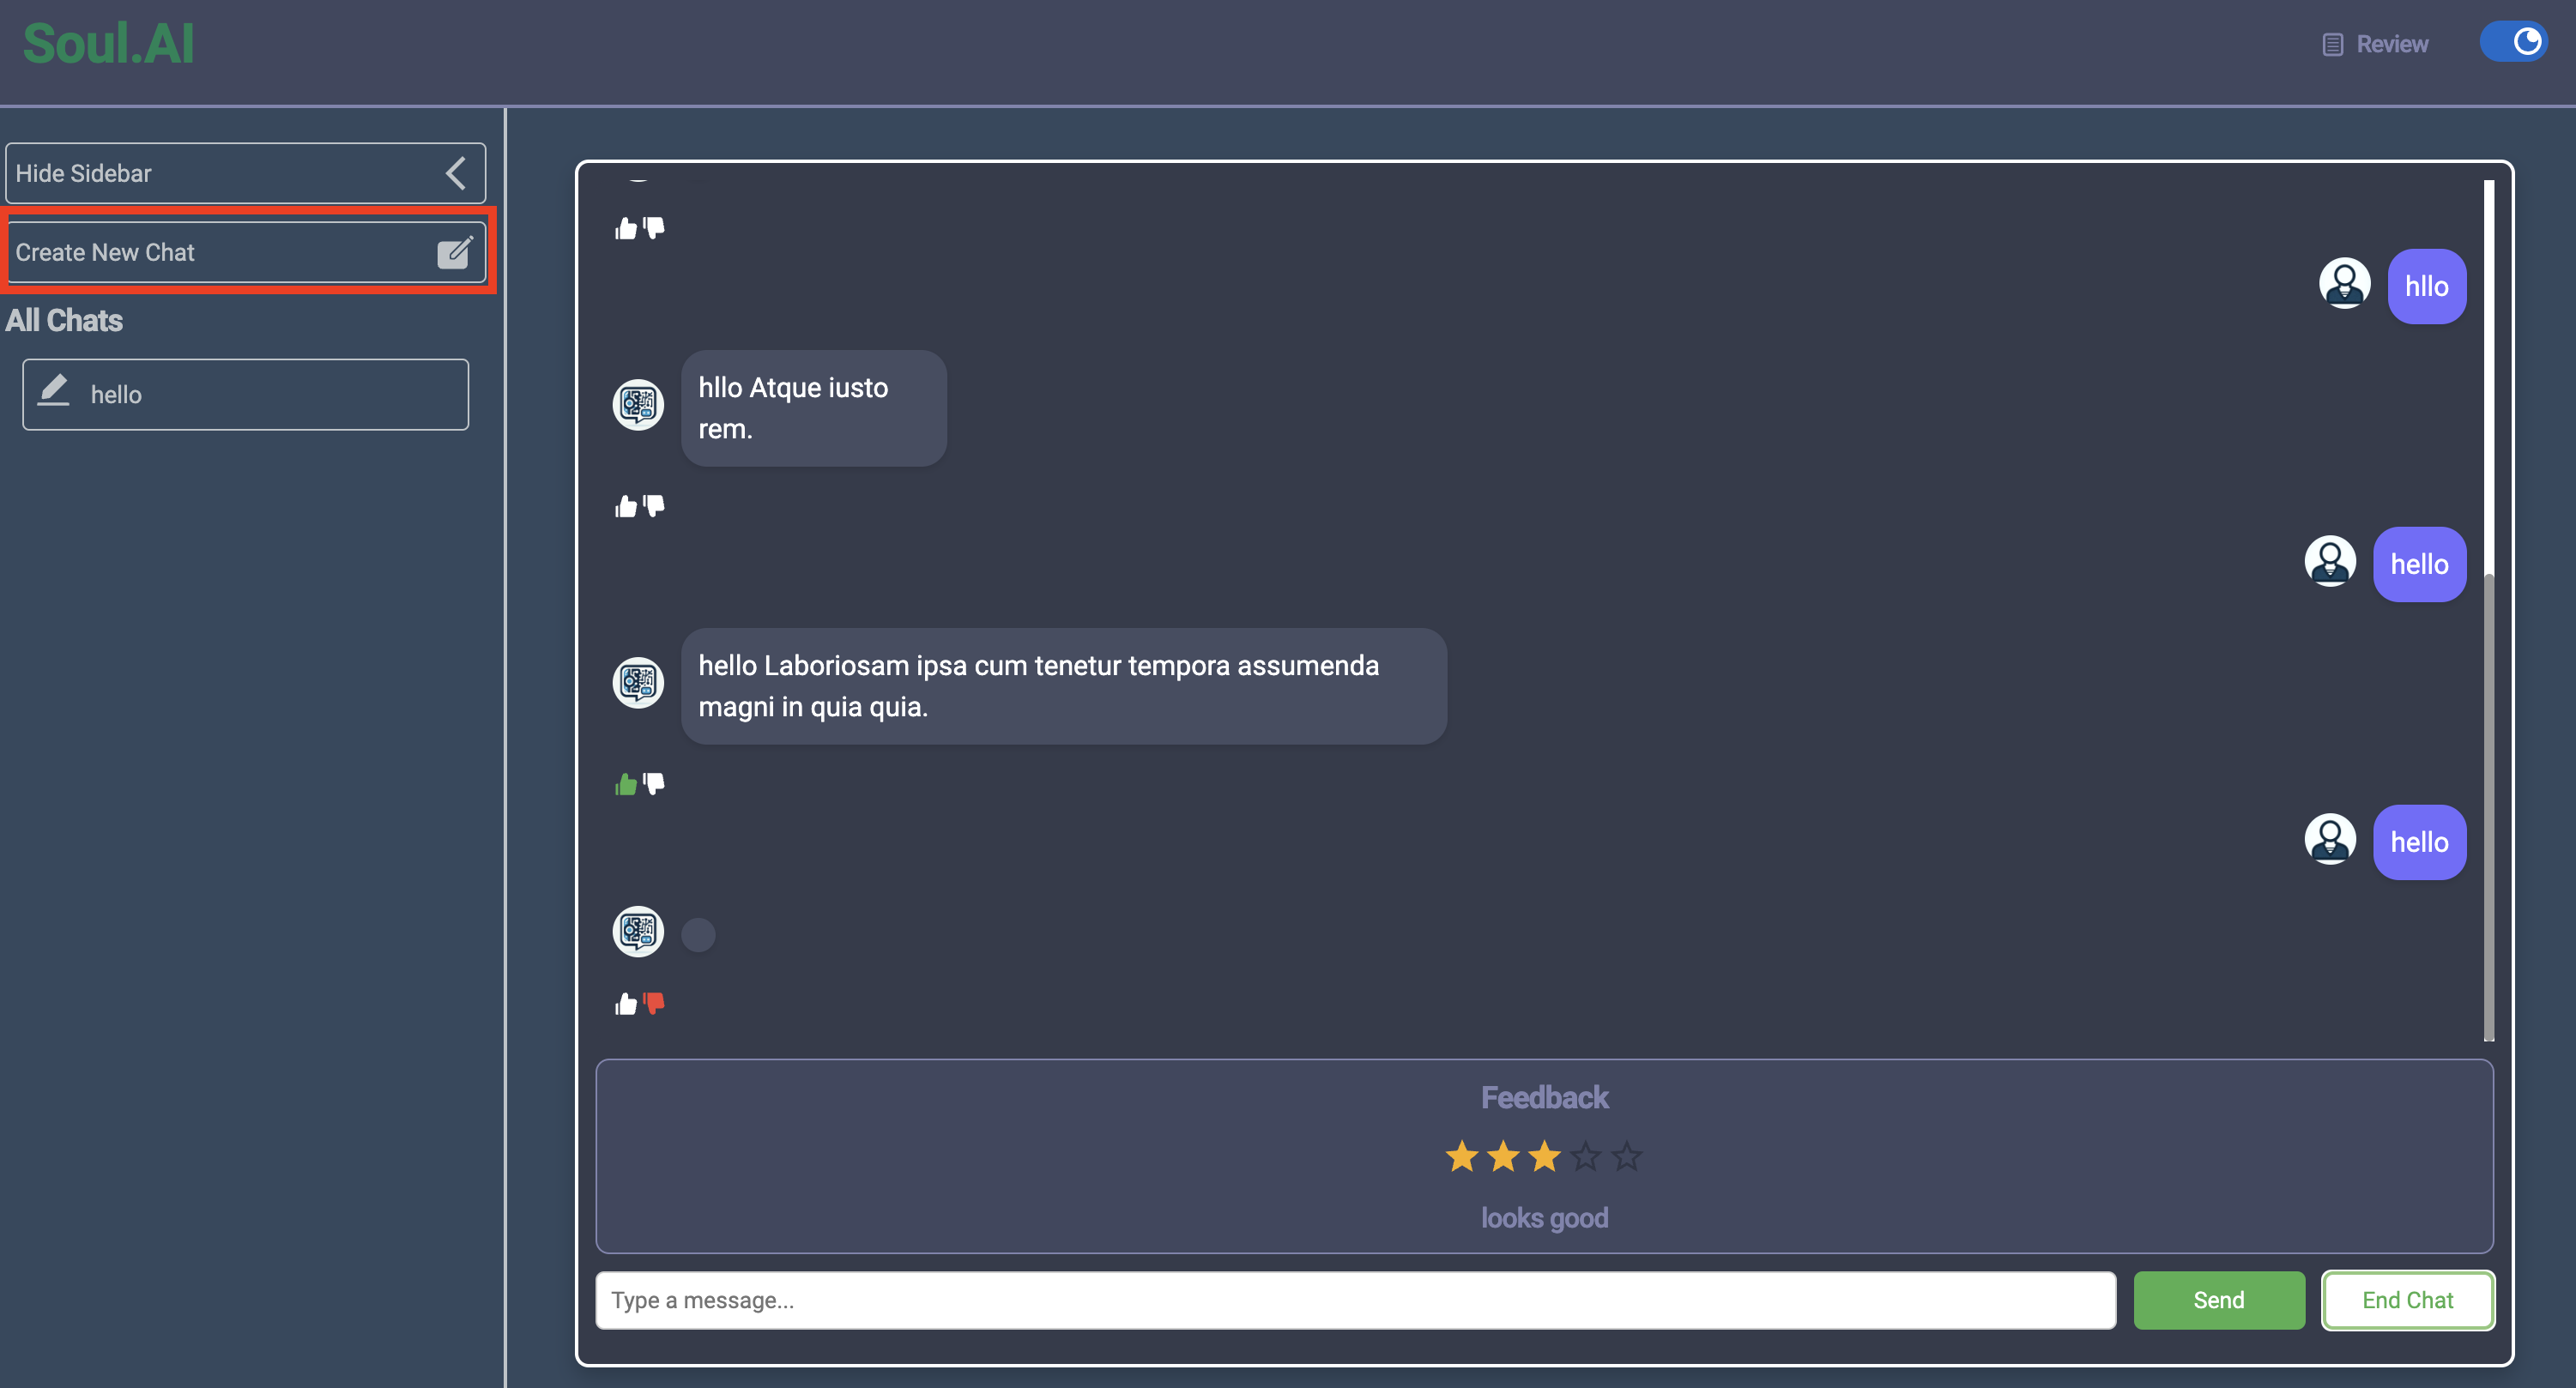 Soul.AI
Review
Hide Sidebar
Create New Chat
All Chats
hello
hllo
hllo Atque iusto
rem.
hello
hello Laboriosam ipsa cum tenetur tempora assumenda
magni in quia quia.
hello
Feedback
looks good
Type a message...
Send
End Chat